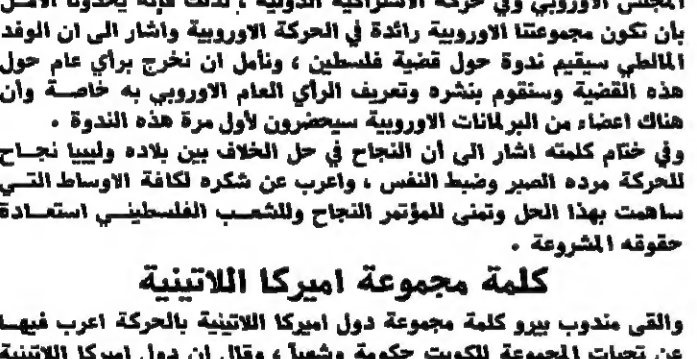 المجلس الاوروبي وفي حركة الاشتراكية الدولية ، لذلك فإنه يحدونا الأمل
بأن تكون مجموعتنا الاوروبية رائدة في الحركة الاوروبية واشار الى ان الوفد
المالطي سيقيم ندوة حول قضية فلسطين ، ونأمل ان نخرج برأي عام حول
هذه القضية وسنقوم بنشره وتعريف الرأي العام الاوروبي به خاصة وأن
هناك اعضاء من البرلمانات الاوروبية سيحضرون لأول مرة هذه الندوة .
وفي ختام كلمته اشار الى أن النجاح في حل الخلاف بين بلاده وليبيا نجاح
للحركة مرده الصبر وضبط النفس ، واعرب عن شكره لكافة الاوساط التي
ساهمت بهذا الحل وتمنى للمؤتمر النجاح وللشعب الفلسطيني استعادة
حقوقه المشروعة .
كلمة مجموعة اميركا اللاتينية
والقى مندوب بيرو كلمة مجموعة دول اميركا اللاتينية بالحركة اعرب فيها
عن تحيات المجموعة للكويت حكومة وشعباً ، وقال ان دول اميركا اللاتينية